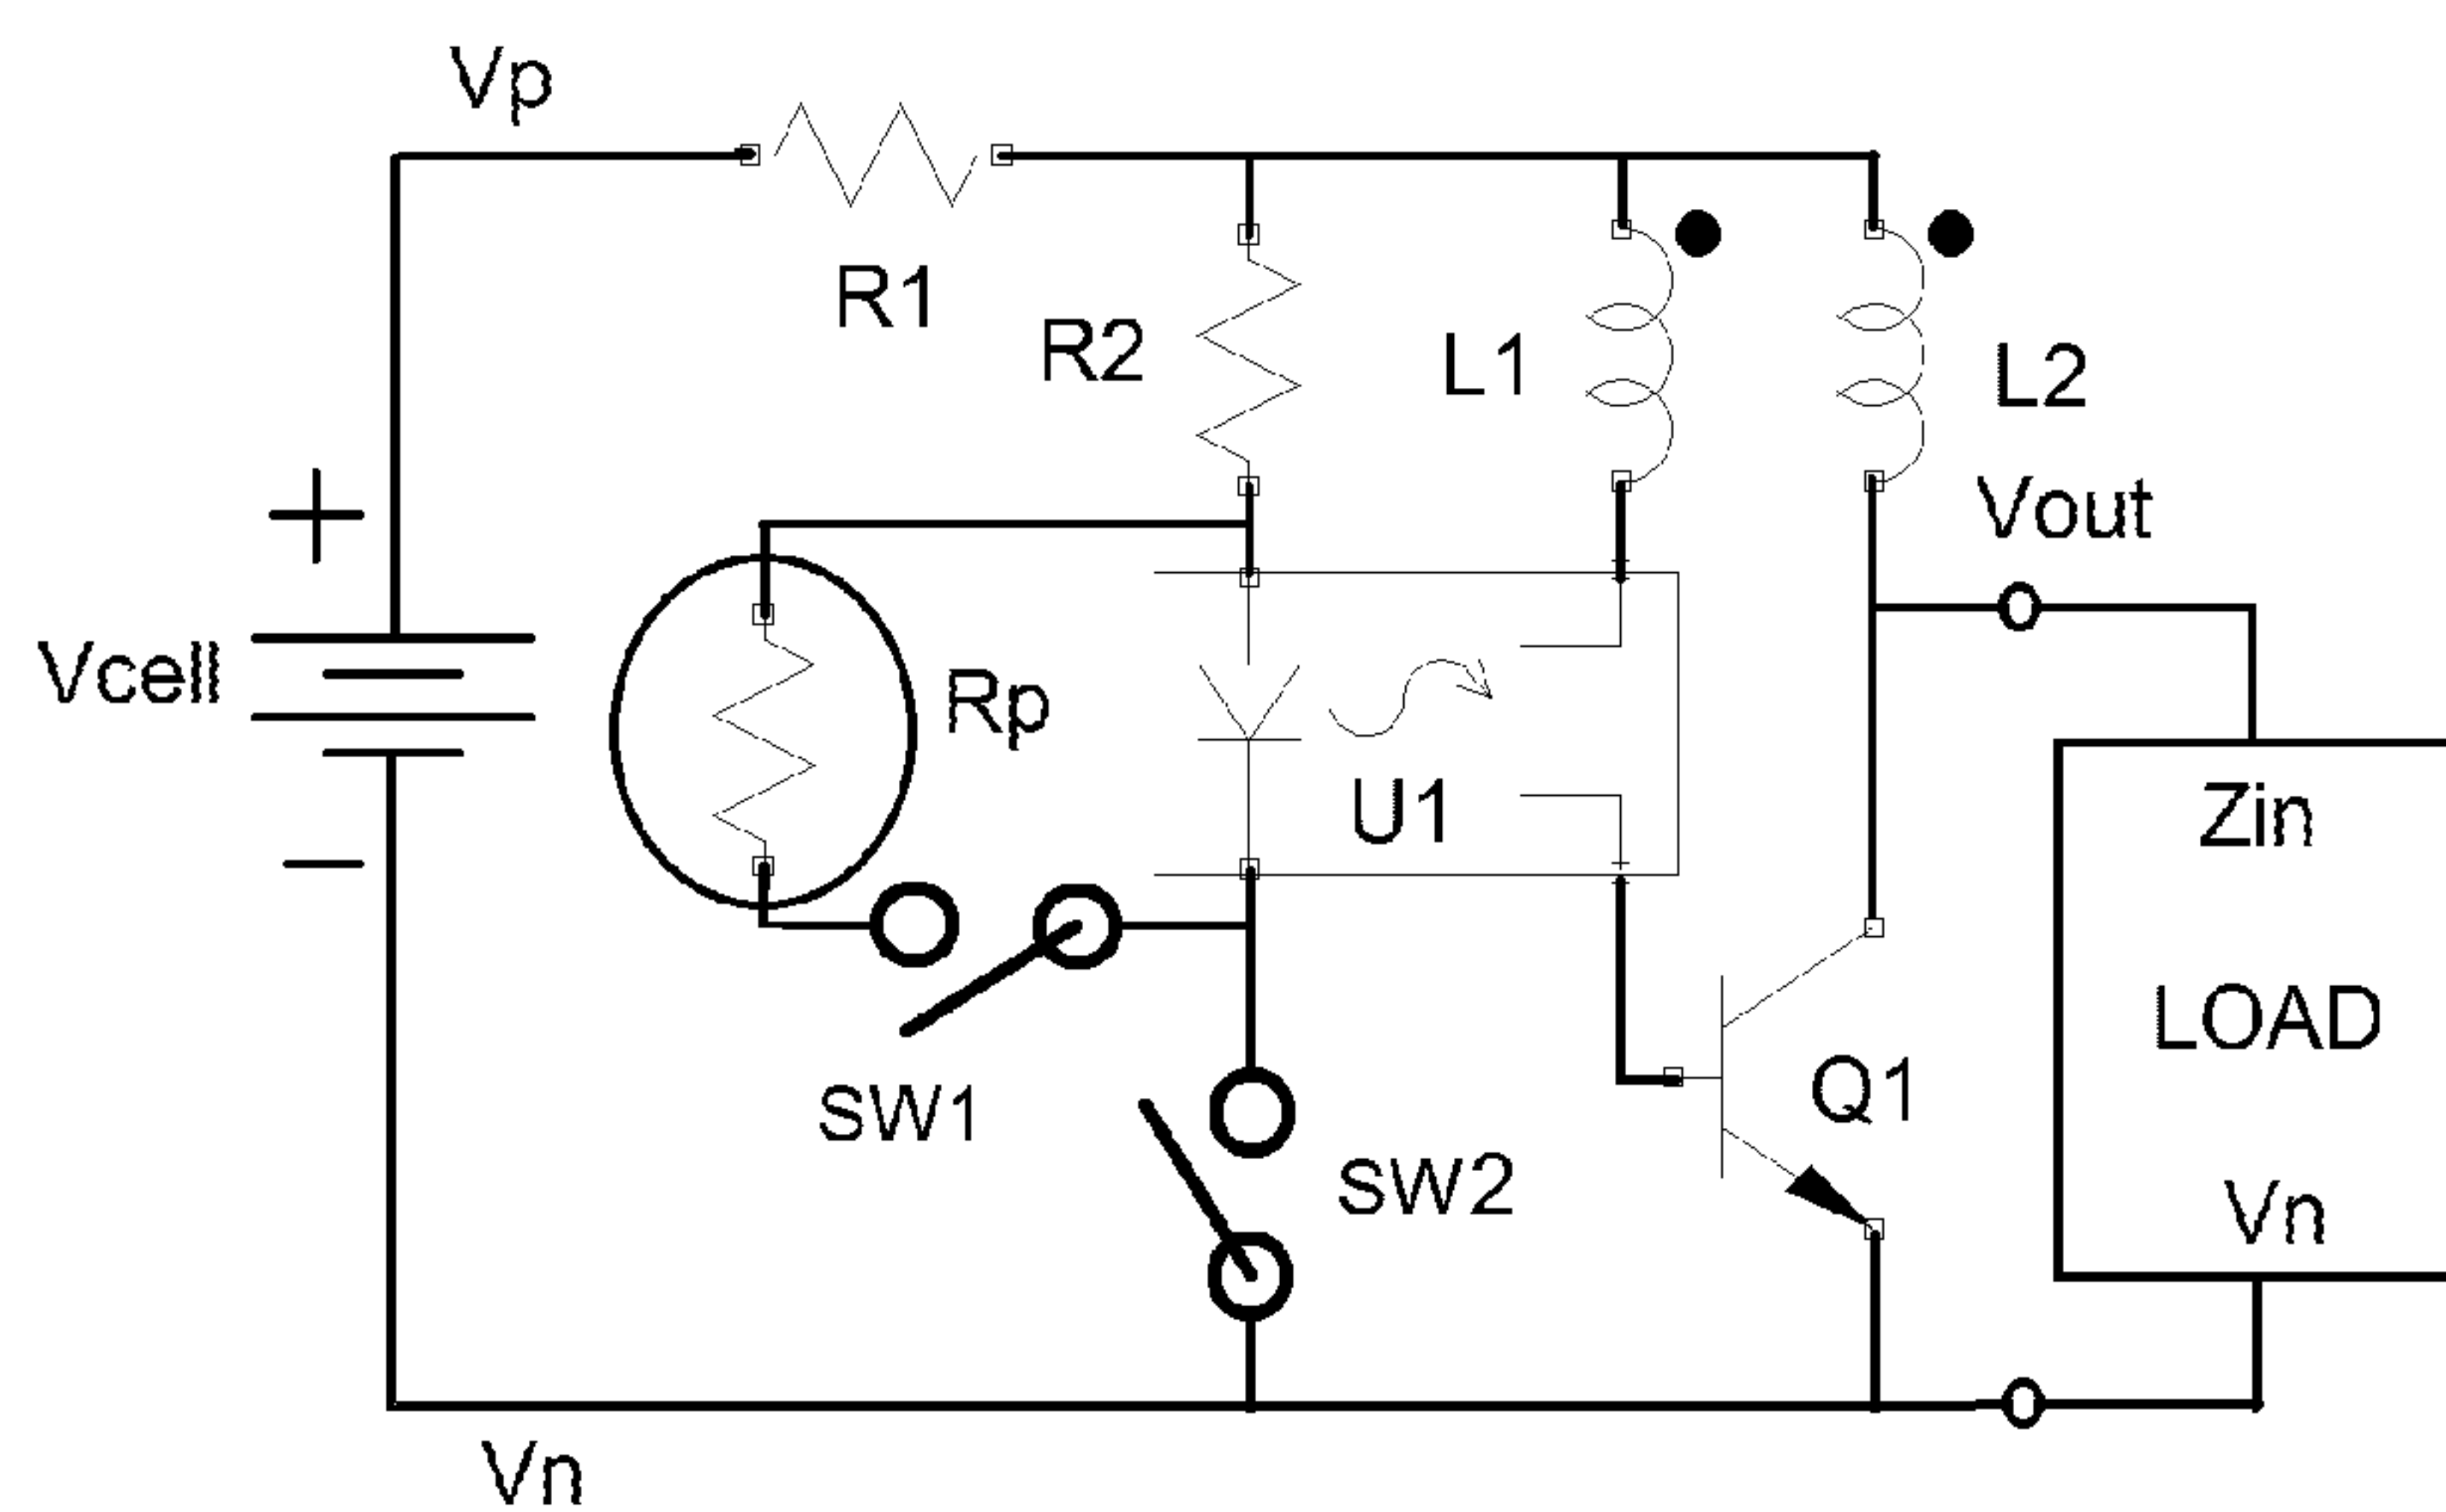 Vp
R1
R2
L1
L2
Vout
+
Vcell
Rp
U1
Zin
−
LOAD
SW1
Q1
SW2
Vn
Vn